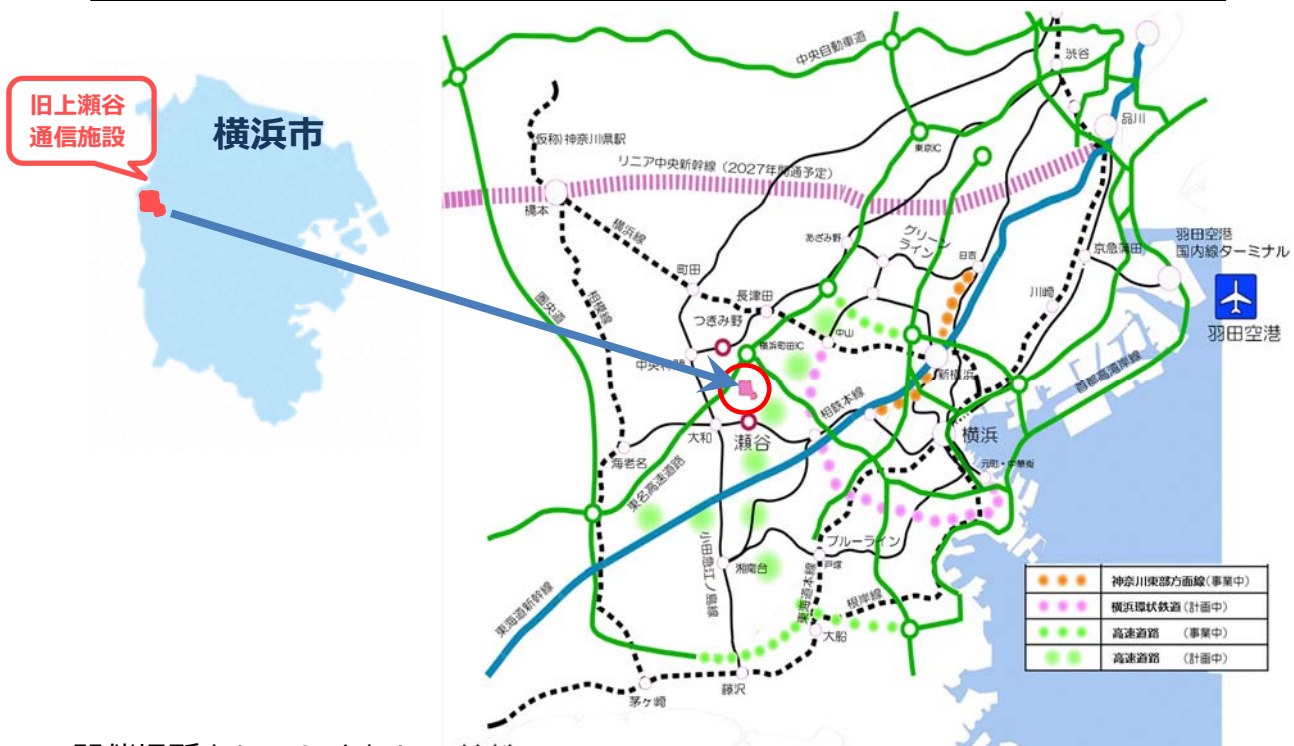 旧上瀬谷
通信施設
横浜市
中央自動車道
渋谷
品川
(仮称)神奈川県駅
東京IC
リニア中央新幹線(2027年開通予定)
橋本
横浜線
あざみ野
グリーン
ライン
日吉
京急蒲田
羽田空港
国内線ターミナル
羽田空港
町田
長津田
川崎
圏央道
相模線
つきみ野
横浜町田IC
中山
新横浜
首都高湾岸線
相鉄本線
大和
瀬谷
横浜
海老名
元町・中華街
東名高速道路
小田急江ノ島線
湘南台
ブルーライン
戸塚
東海道本線
根岸線
東海道新幹線
大船
藤沢
茅ヶ崎
神奈川東部方面線(事業中)
横浜環状鉄道(計画中)
高速道路 (事業中)
高速道路 (計画中)